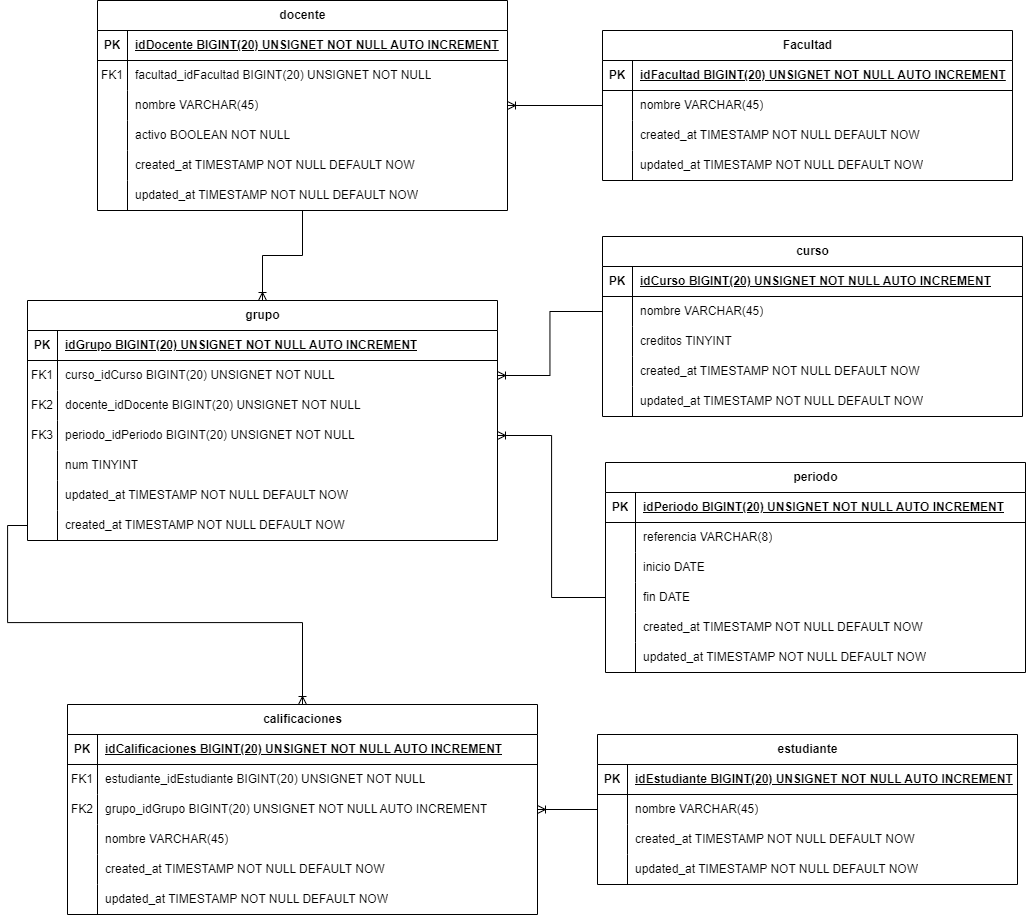 docente
PK idDocente BIGINT(20) UNSIGNET NOT NULL AUTO INCREMENT
FK1 facultad_idFacultad BIGINT(20) UNSIGNET NOT NULL
nombre VARCHAR(45)
activo BOOLEAN NOT NULL
created_at TIMESTAMP NOT NULL DEFAULT NOW
updated_at TIMESTAMP NOT NULL DEFAULT NOW
Facultad
PK idFacultad BIGINT(20) UNSIGNET NOT NULL AUTO INCREMENT
nombre VARCHAR(45)
created_at TIMESTAMP NOT NULL DEFAULT NOW
updated_at TIMESTAMP NOT NULL DEFAULT NOW
curso
PK idCurso BIGINT(20) UNSIGNET NOT NULL AUTO INCREMENT
nombre VARCHAR(45)
creditos TINYINT
created_at TIMESTAMP NOT NULL DEFAULT NOW
updated_at TIMESTAMP NOT NULL DEFAULT NOW
grupo
PK idGrupo BIGINT(20) UNSIGNET NOT NULL AUTO INCREMENT
FK1 curso_idCurso BIGINT(20) UNSIGNET NOT NULL
FK2 docente_idDocente BIGINT(20) UNSIGNET NOT NULL
FK3 periodo_idPeriodo BIGINT(20) UNSIGNET NOT NULL
num TINYINT
updated_at TIMESTAMP NOT NULL DEFAULT NOW
created_at TIMESTAMP NOT NULL DEFAULT NOW
periodo
PK idPeriodo BIGINT(20) UNSIGNET NOT NULL AUTO INCREMENT
referencia VARCHAR(8)
inicio DATE
fin DATE
created_at TIMESTAMP NOT NULL DEFAULT NOW
updated_at TIMESTAMP NOT NULL DEFAULT NOW
calificaciones
PK idCalificaciones BIGINT(20) UNSIGNET NOT NULL AUTO INCREMENT
FK1 estudiante_idEstudiante BIGINT(20) UNSIGNET NOT NULL
FK2 grupo_idGrupo BIGINT(20) UNSIGNET NOT NULL AUTO INCREMENT
nombre VARCHAR(45)
created_at TIMESTAMP NOT NULL DEFAULT NOW
updated_at TIMESTAMP NOT NULL DEFAULT NOW
estudiante
PK idEstudiante BIGINT(20) UNSIGNET NOT NULL AUTO INCREMENT
nombre VARCHAR(45)
created_at TIMESTAMP NOT NULL DEFAULT NOW
updated_at TIMESTAMP NOT NULL DEFAULT NOW